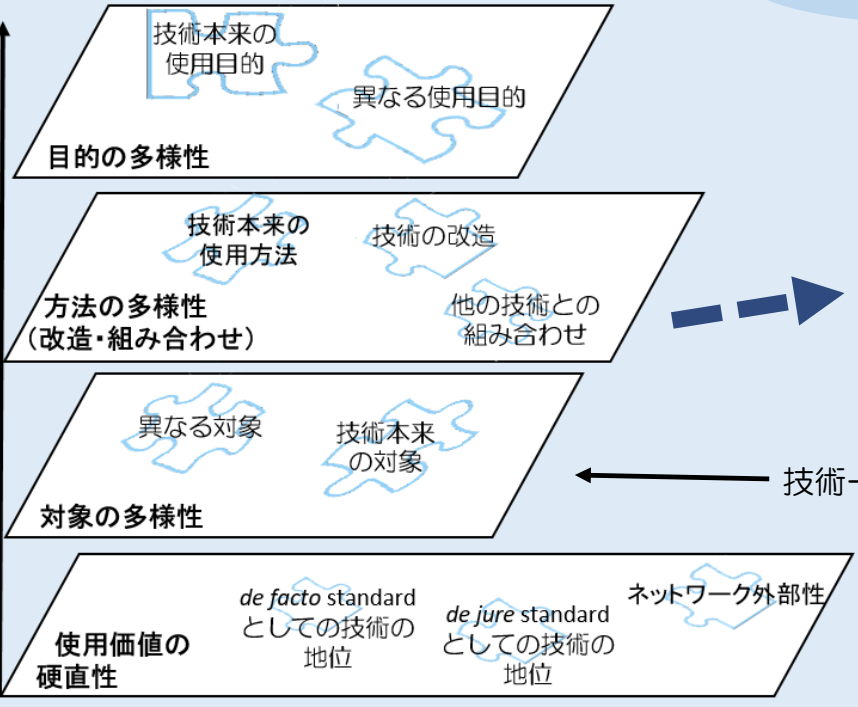 技術本来の
使用目的
異なる使用目的
目的の多様性
技術本来の
使用方法
技術の改造
方法の多様性
（改造・組み合わせ）
他の技術との
組み合わせ
異なる対象
技術本来
の対象
対象の多様性
技術-
de facto standard
としての技術の
地位
de jure standard
としての技術の
地位
ネットワーク外部性
使用価値の
硬直性